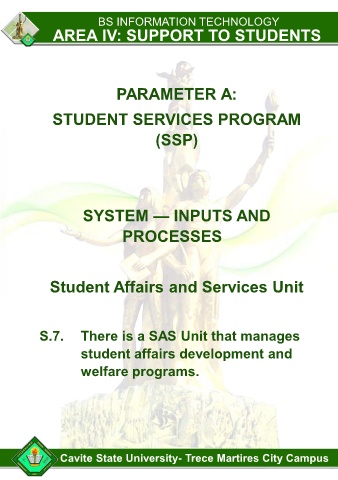 BS INFORMATION TECHNOLOGY
AREA IV: SUPPORT TO STUDENTS
PARAMETER A:
STUDENT SERVICES PROGRAM
(SSP)
SYSTEM — INPUTS AND
PROCESSES
Student Affairs and Services Unit
S.7. There is a SAS Unit that manages
student affairs development and
welfare programs.
Cavite State University- Trece Martires City Campus